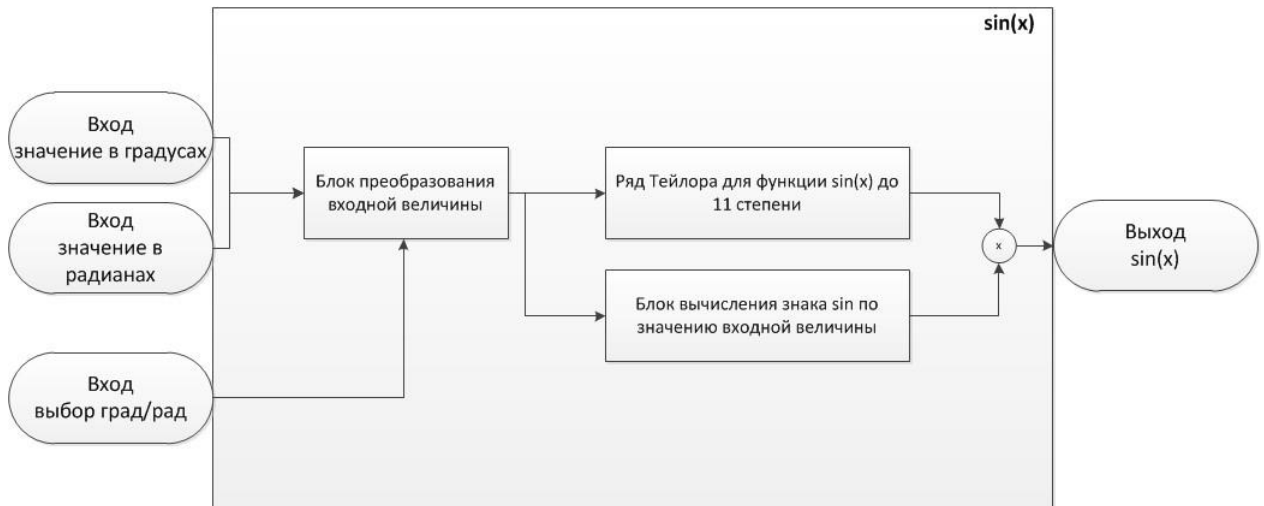 sin(x)
Вход
значение в градусах
Вход
значение в
радианах
Вход
выбор град/рад
Блок преобразования
входной величины
Ряд Тейлора для функции sin(x) до
11 степени
Блок вычисления знака sin по
значению входной величины
x
Выход
sin(x)